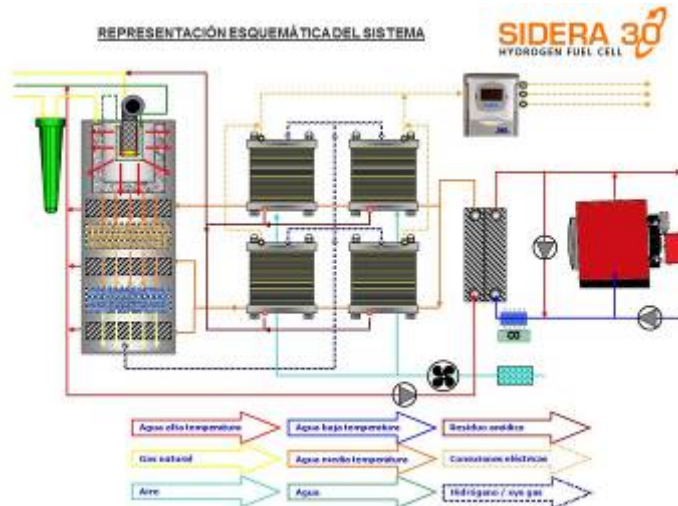 REPRESENTACIÓN ESQUEMÁTICA DEL SISTEMA
SIDERA 30
HYDROGEN FUEL CELL
Agua alta temperatura
Agua baja temperatura
Residuo anódico
Gas natural
Agua media temperatura
Conexiones eléctricas
Aire
Agua
Hidrógeno / syn gas